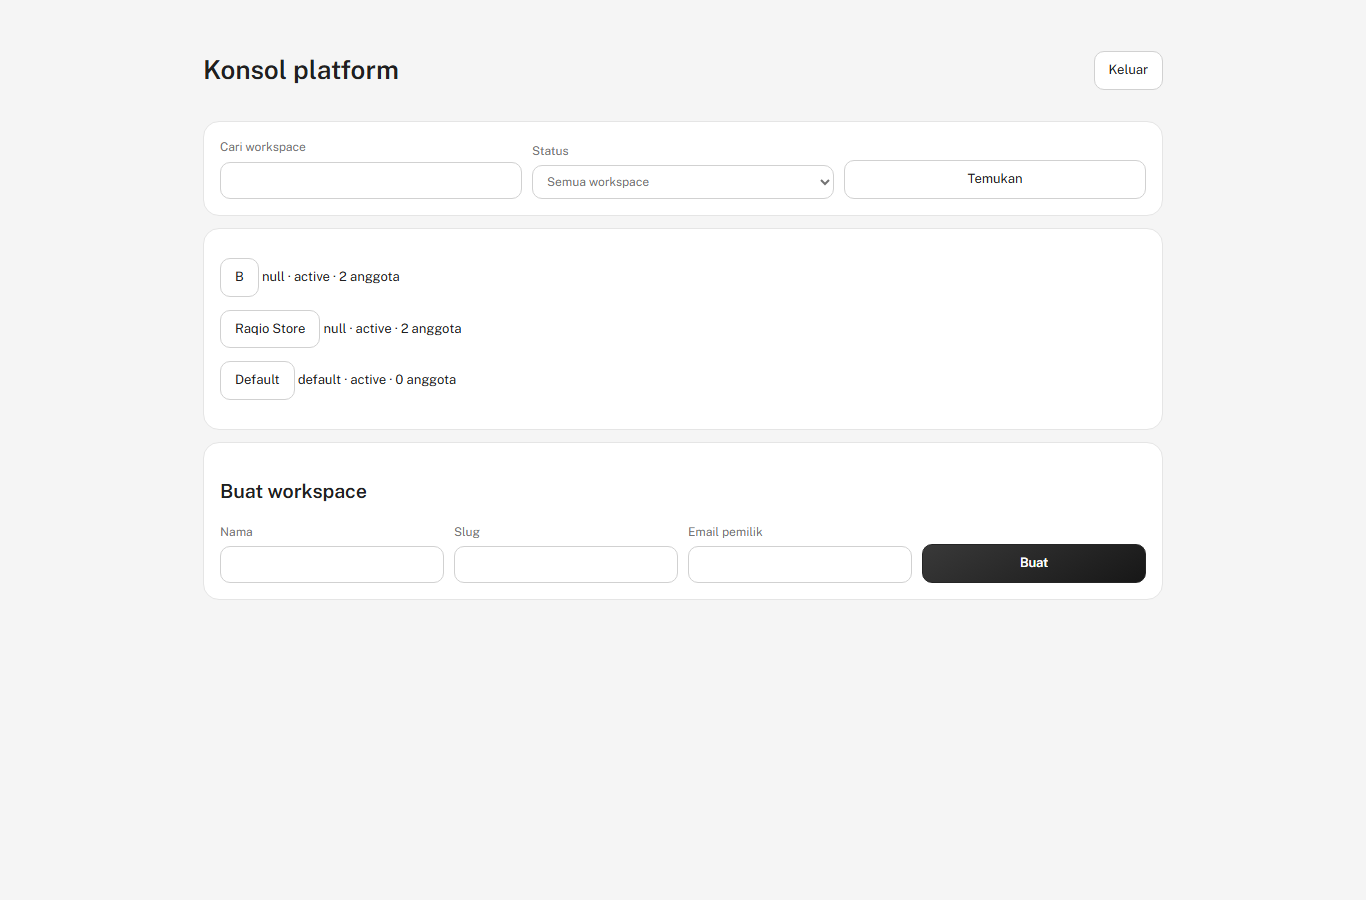 Konsol platform
Keluar
Cari workspace
Status
Semua workspace
Temukan
B null · active · 2 anggota
Raqio Store null · active · 2 anggota
Default default · active · 0 anggota
Buat workspace
Nama
Slug
Email pemilik
Buat